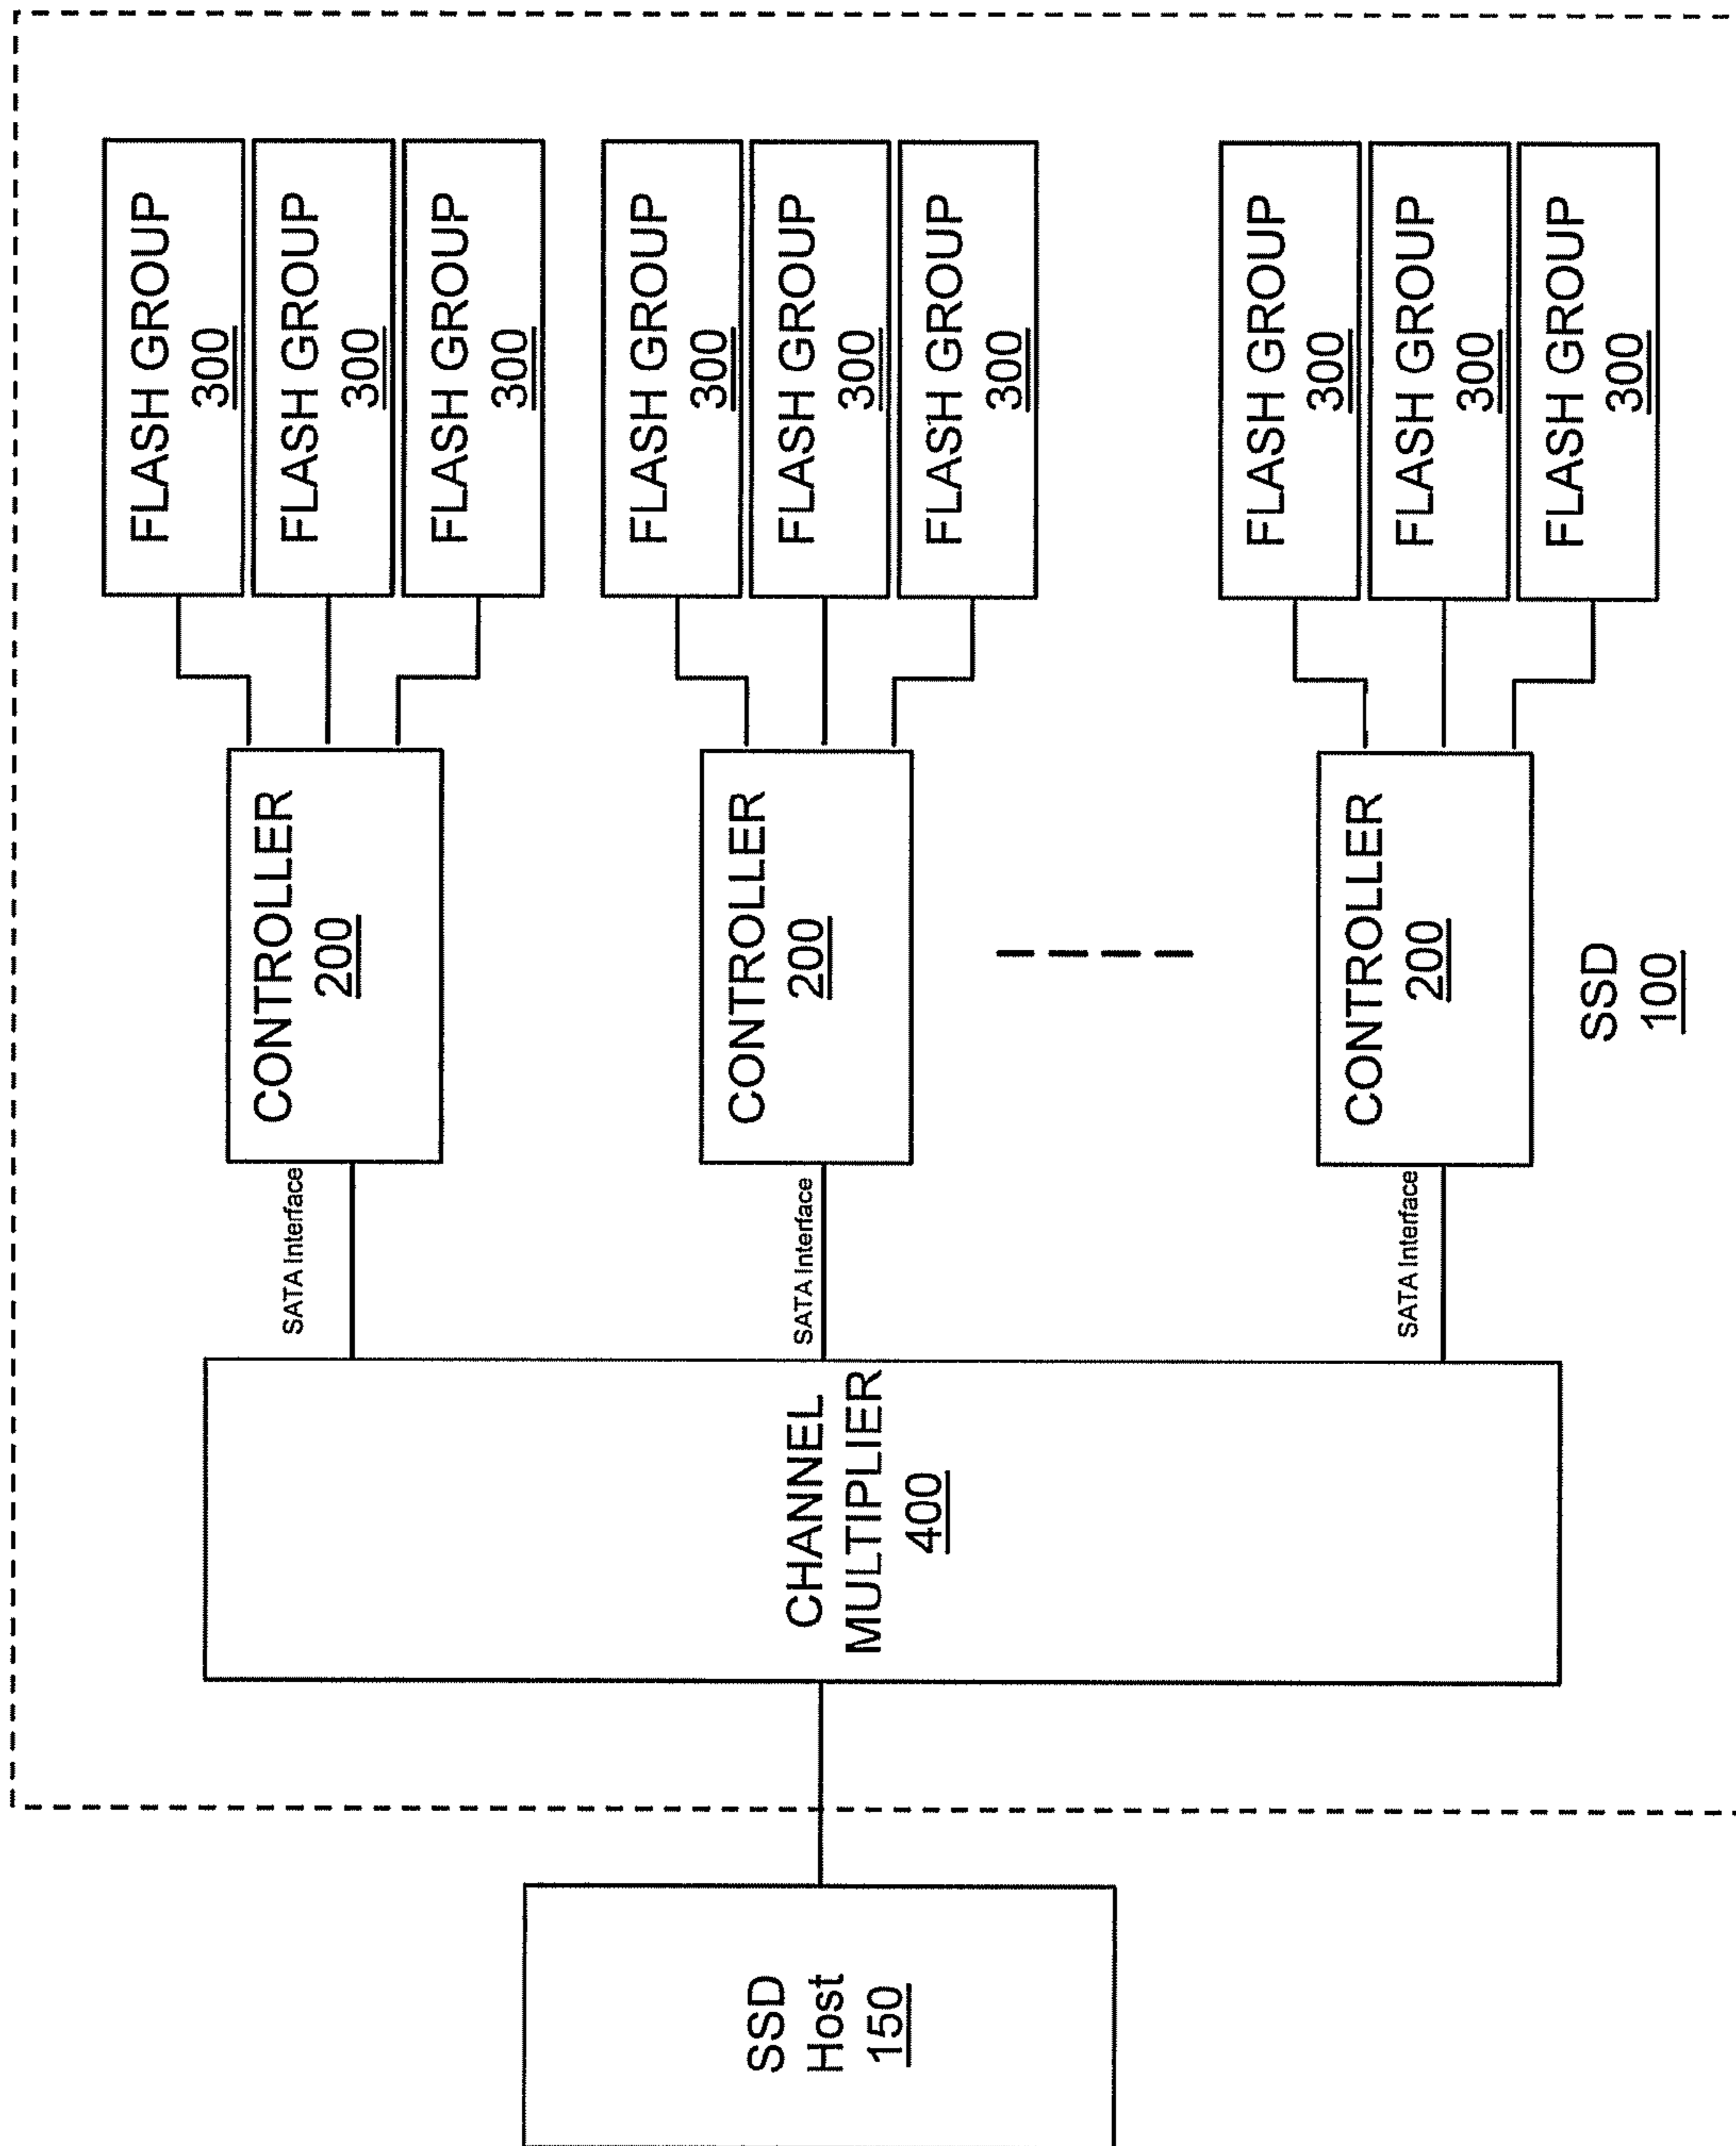 FLASH GROUP
300
FLASH GROUP
300
FLASH GROUP
300
FLASH GROUP
300
FLASH GROUP
300
FLASH GROUP
300
FLASH GROUP
300
FLASH GROUP
300
FLASH GROUP
300
CONTROLLER
200
CONTROLLER
200
CONTROLLER
200
SSD
100
SATA Interface
SATA Interface
SATA Interface
CHANNEL
MULTIPLIER
400
SSD
Host
150